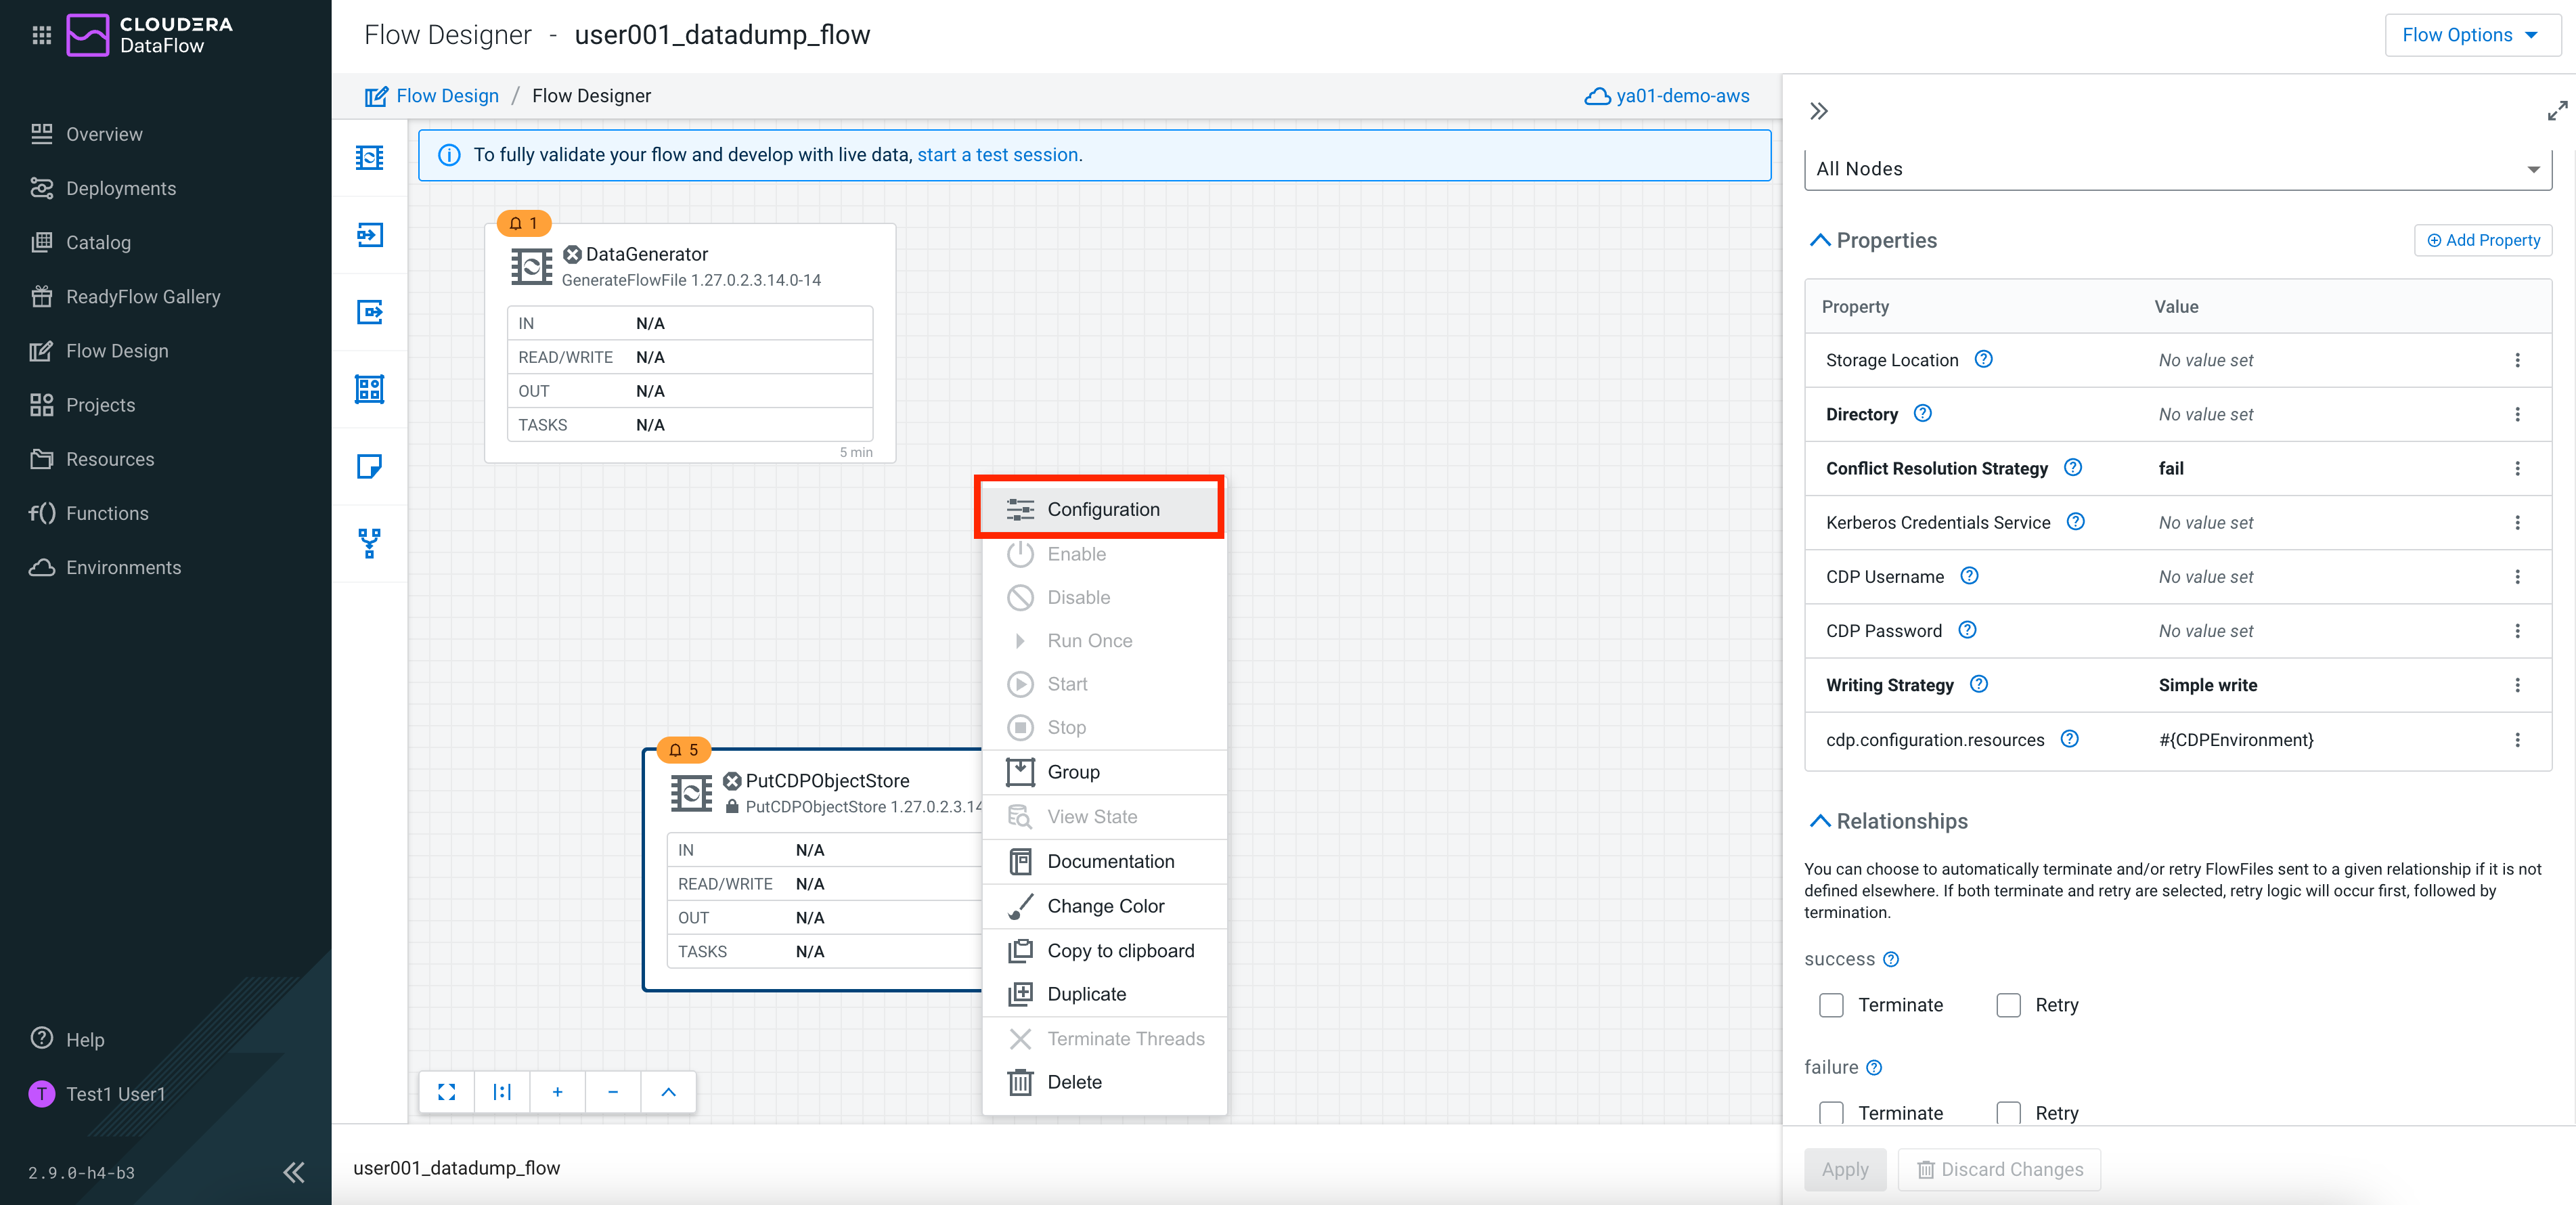 CLOUDERA
DataFlow
Overview
Deployments
Catalog
ReadyFlow Gallery
Flow Design
Projects
Resources
f() Functions
Environments
Help
T Test1 User1
2.9.0-h4-b3
Flow Designer - user001_datadump_flow
Flow Options
Flow Design / Flow Designer
ya01-demo-aws
To fully validate your flow and develop with live data, start a test session.
1
DataGenerator
GenerateFlowFile 1.27.0.2.3.14.0-14
IN N/A
READ/WRITE N/A
OUT N/A
TASKS N/A
5 min
5
PutCDPObjectStore
PutCDPObjectStore 1.27.0.2.3.14
IN N/A
READ/WRITE N/A
OUT N/A
TASKS N/A
Configuration
Enable
Disable
Run Once
Start
Stop
Group
View State
Documentation
Change Color
Copy to clipboard
Duplicate
Terminate Threads
Delete
user001_datadump_flow
All Nodes
Properties
Add Property
Property Value
Storage Location No value set
Directory No value set
Conflict Resolution Strategy fail
Kerberos Credentials Service No value set
CDP Username No value set
CDP Password No value set
Writing Strategy Simple write
cdp.configuration.resources #{CDPEnvironment}
Relationships
You can choose to automatically terminate and/or retry FlowFiles sent to a given relationship if it is not
defined elsewhere. If both terminate and retry are selected, retry logic will occur first, followed by
termination.
success
Terminate Retry
failure
Terminate Retry
Apply Discard Changes